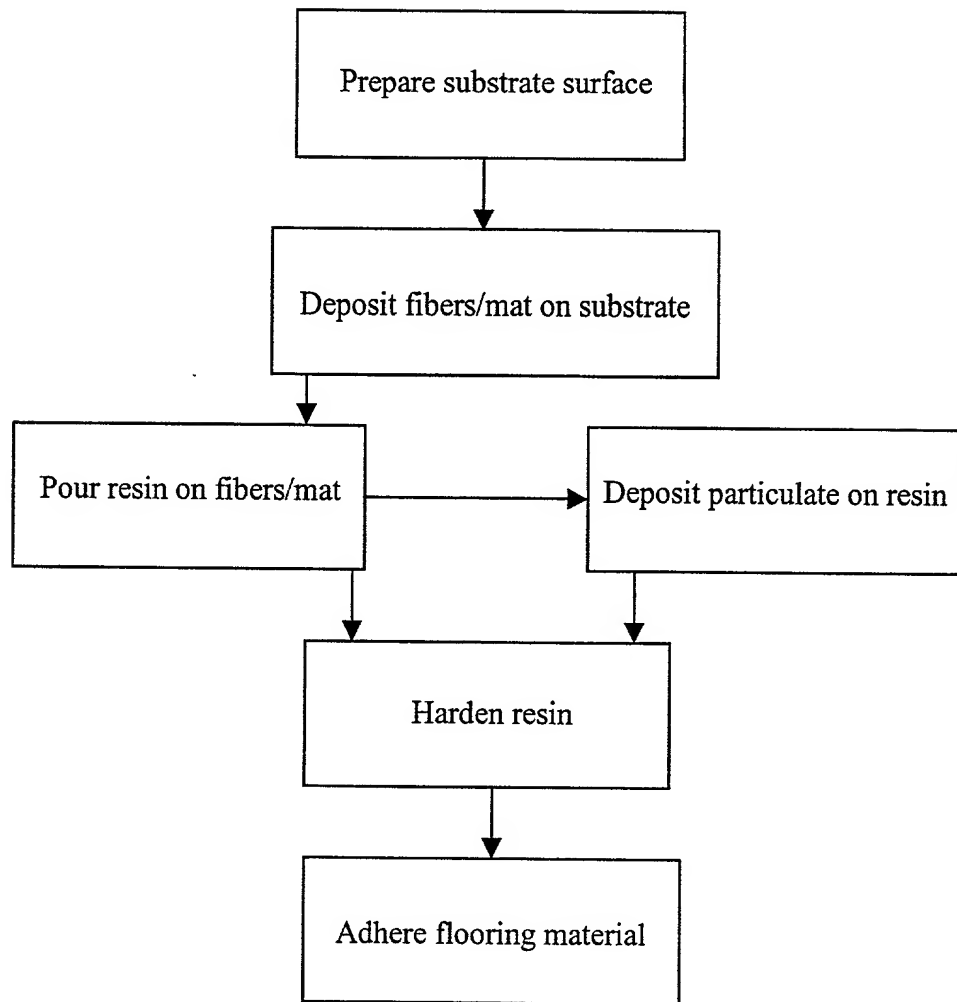 Prepare substrate surface
Deposit fibers/mat on substrate
Pour resin on fibers/mat
Deposit particulate on resin
Harden resin
Adhere flooring material